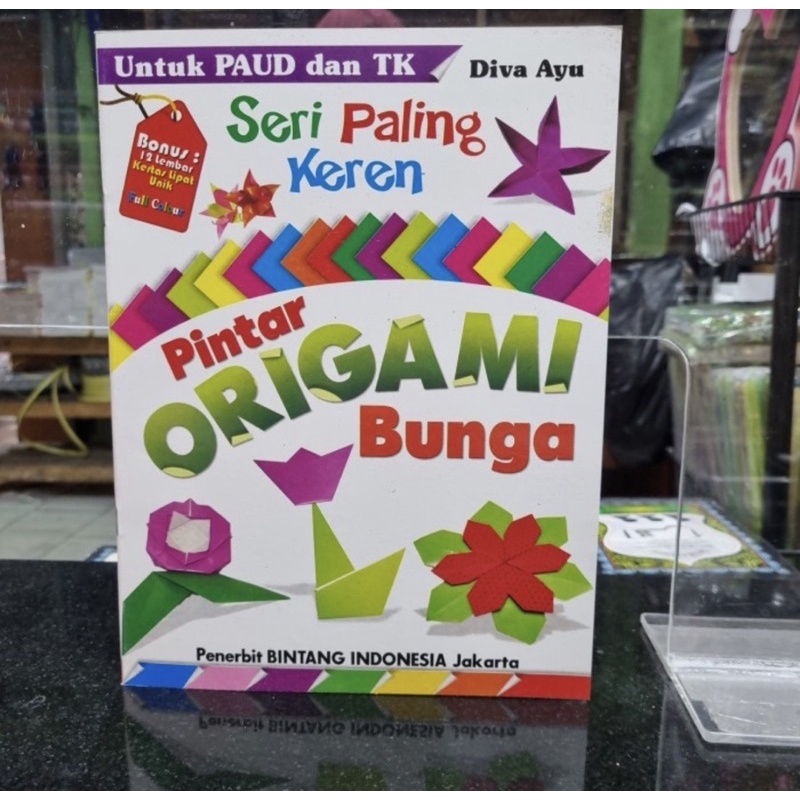 Untuk PAUD dan TK
Diva Ayu
Bonus :
12 Lembar
Kertas Lipat
Unik
Full Colour
Seri Paling
Keren
Pintar
ORIGAMI
Bunga
Penerbit BINTANG INDONESIA Jakarta